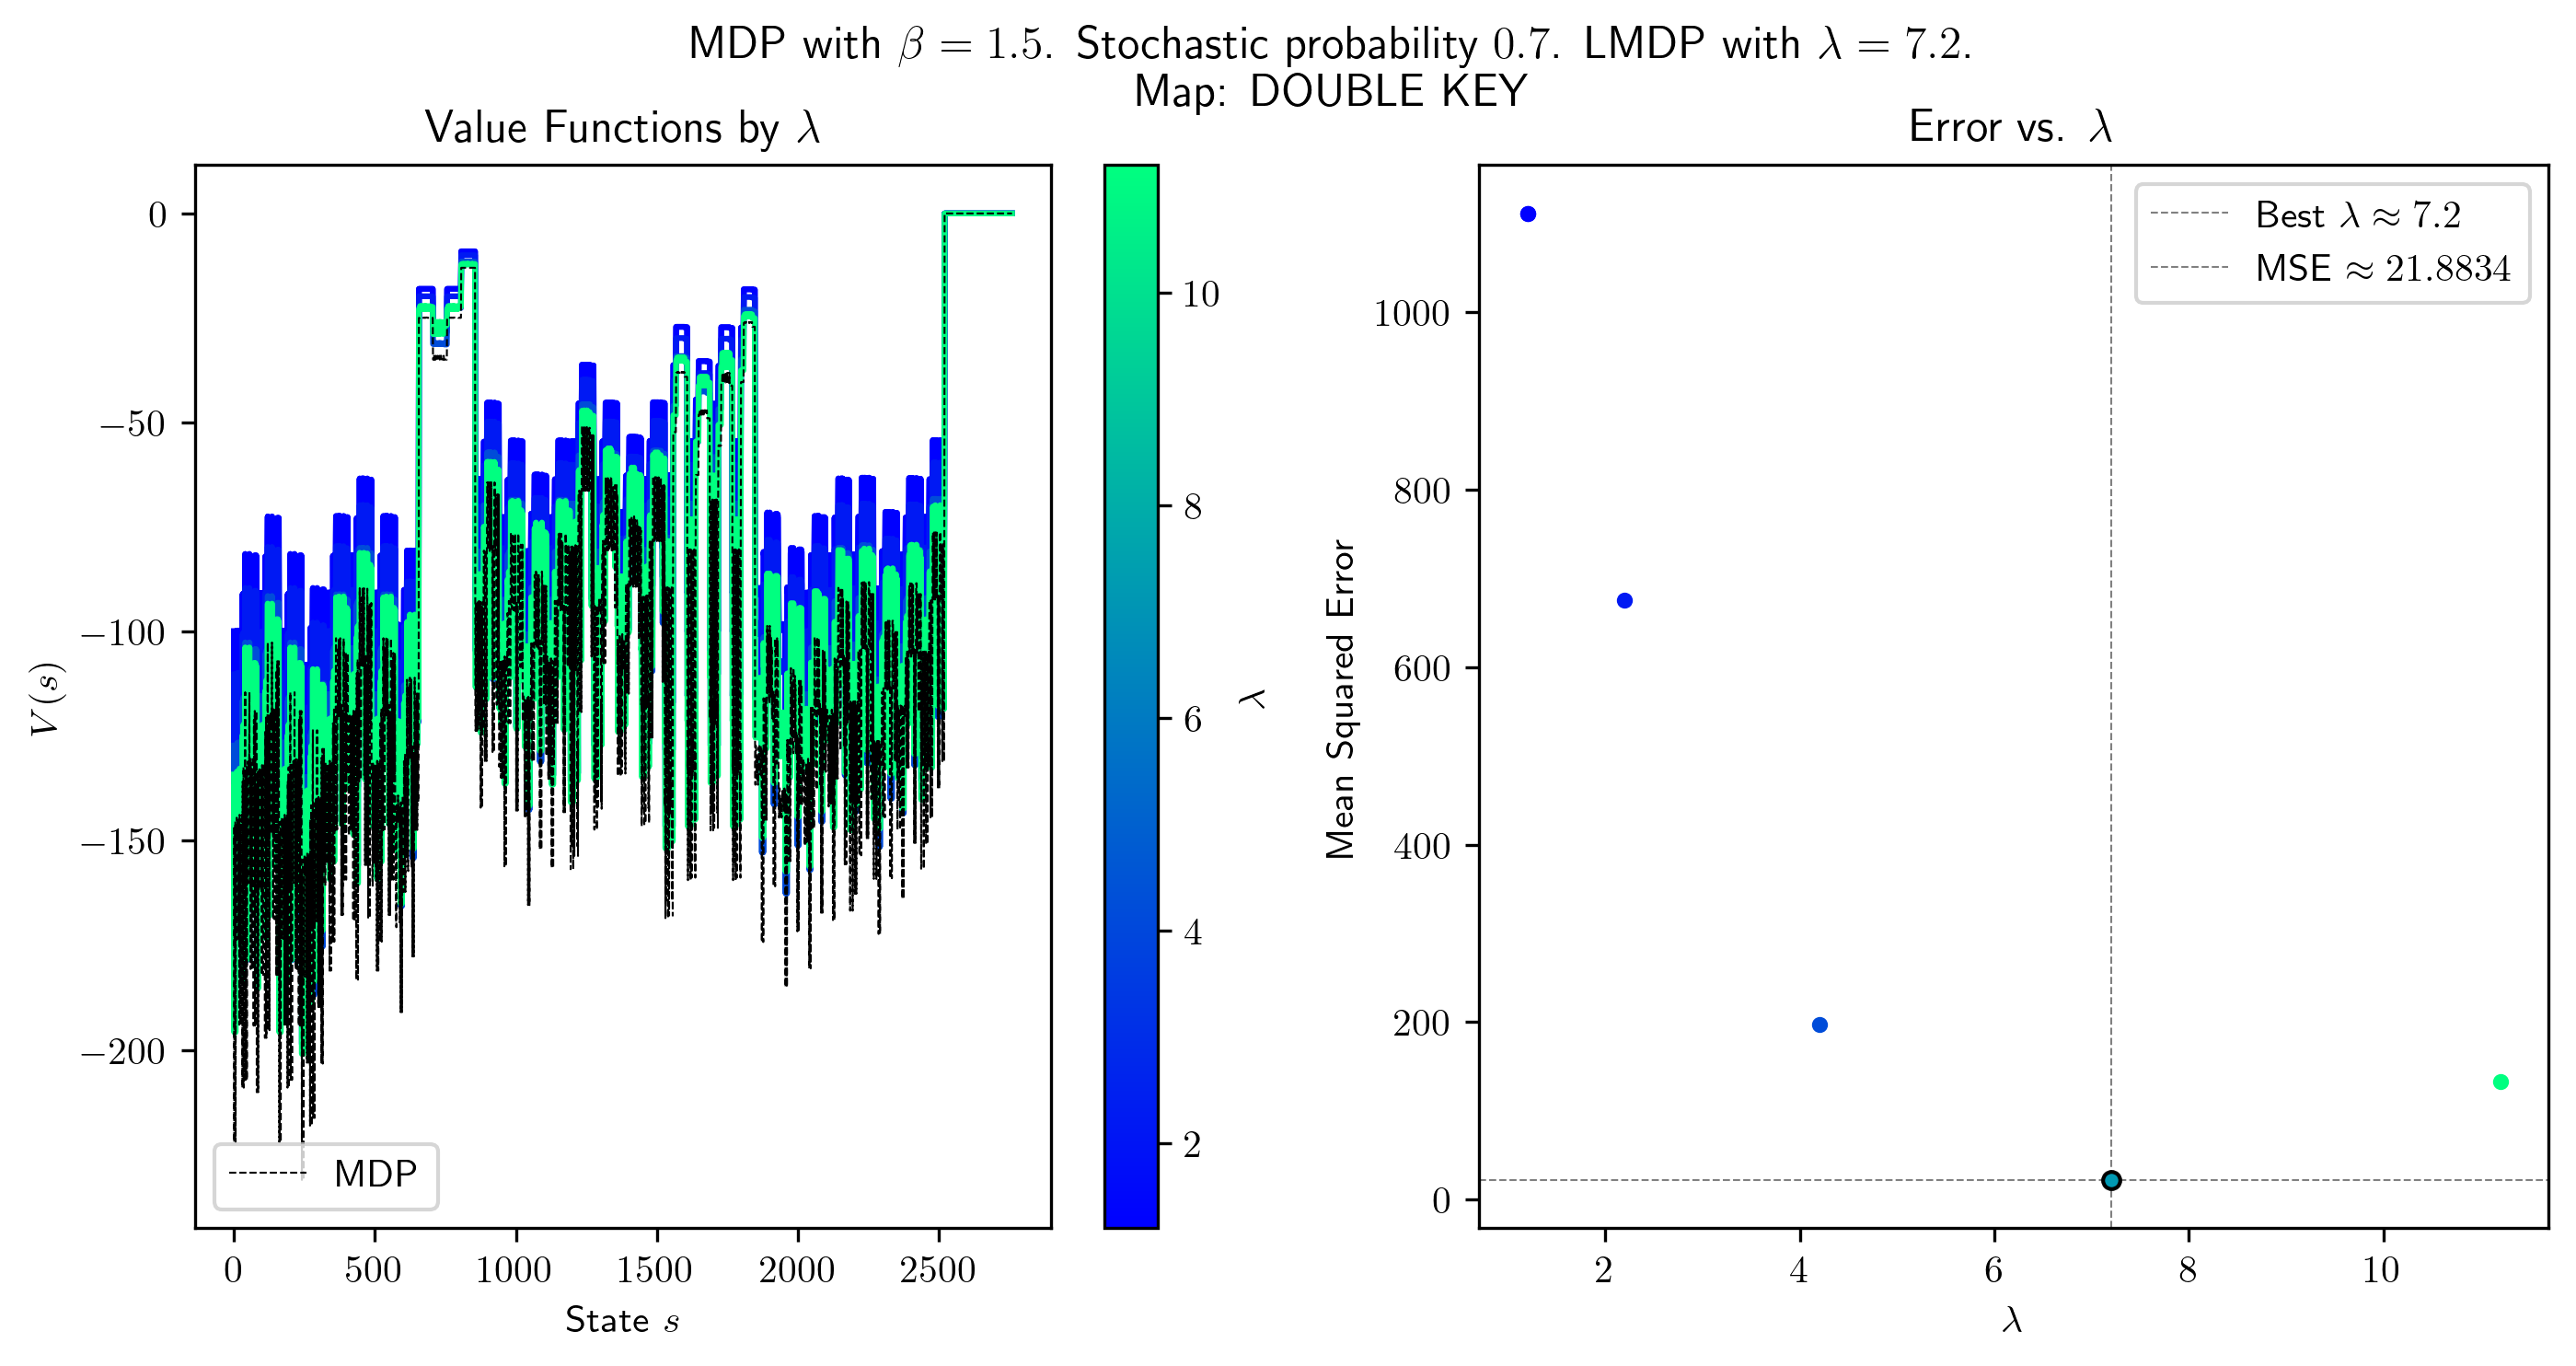 MDP with β = 1.5. Stochastic probability 0.7. LMDP with λ = 7.2.
Map: DOUBLE KEY
Value Functions by λ
0
−50
−100
−150
−200
V(s)
MDP
0 500 1000 1500 2000 2500
State s
10
8
6
4
2
λ
Error vs. λ
Best λ ≈ 7.2
MSE ≈ 21.8834
1000
800
600
400
200
0
Mean Squared Error
2 4 6 8 10
λ